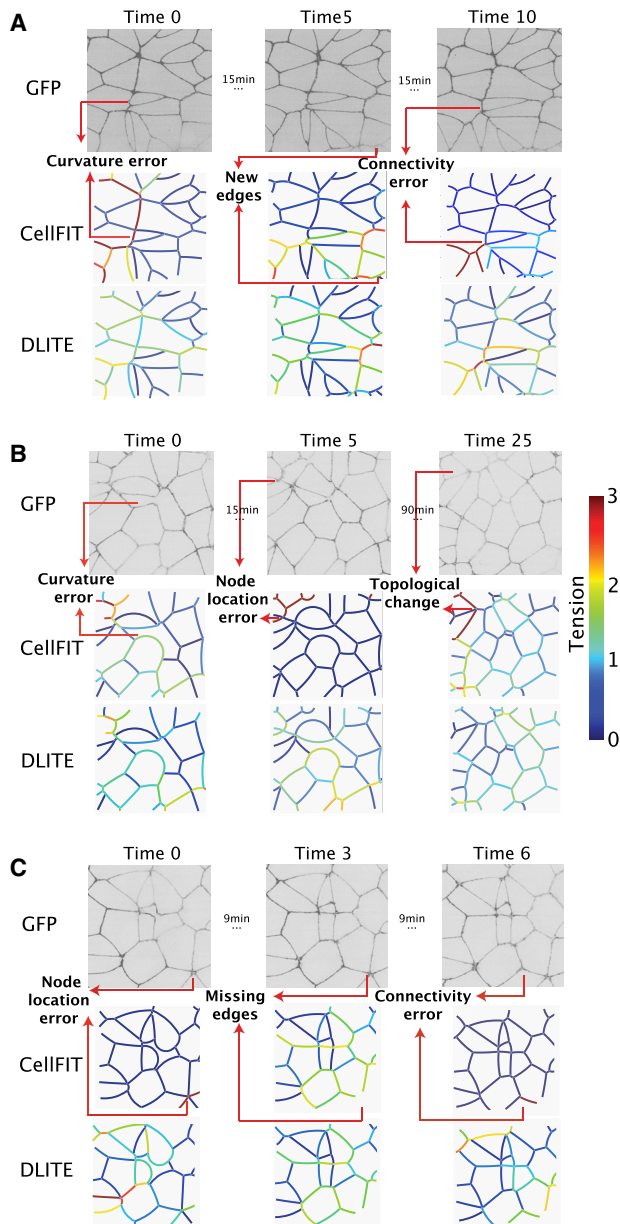 A
Time 0
Time5
Time 10
GFP
15min
...
15min
...
Curvature error
New
edges
Connectivity
error
CellFIT
DLITE
B
Time 0
Time 5
Time 25
GFP
15min
...
90min
...
Curvature
error
Node
location
error
Topological
change
CellFIT
DLITE
3
2
1
0
Tension
C
Time 0
Time 3
Time 6
GFP
9min
...
9min
...
Node
location
error
Missing
edges
Connectivity
error
CellFIT
DLITE